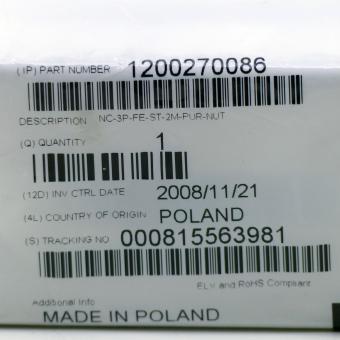 (1P) PART NUMBER 1200270086
DESCRIPTION NC-3P-FE-ST-2M-PUR-NUT
(Q) QUANTITY 1
(12D) INV CTRL DATE 2008/11/21
(4L) COUNTRY OF ORIGIN POLAND
(S) TRACKING NO 000815563981
ELV and RoHS Compliant
Additional Info
MADE IN POLAND